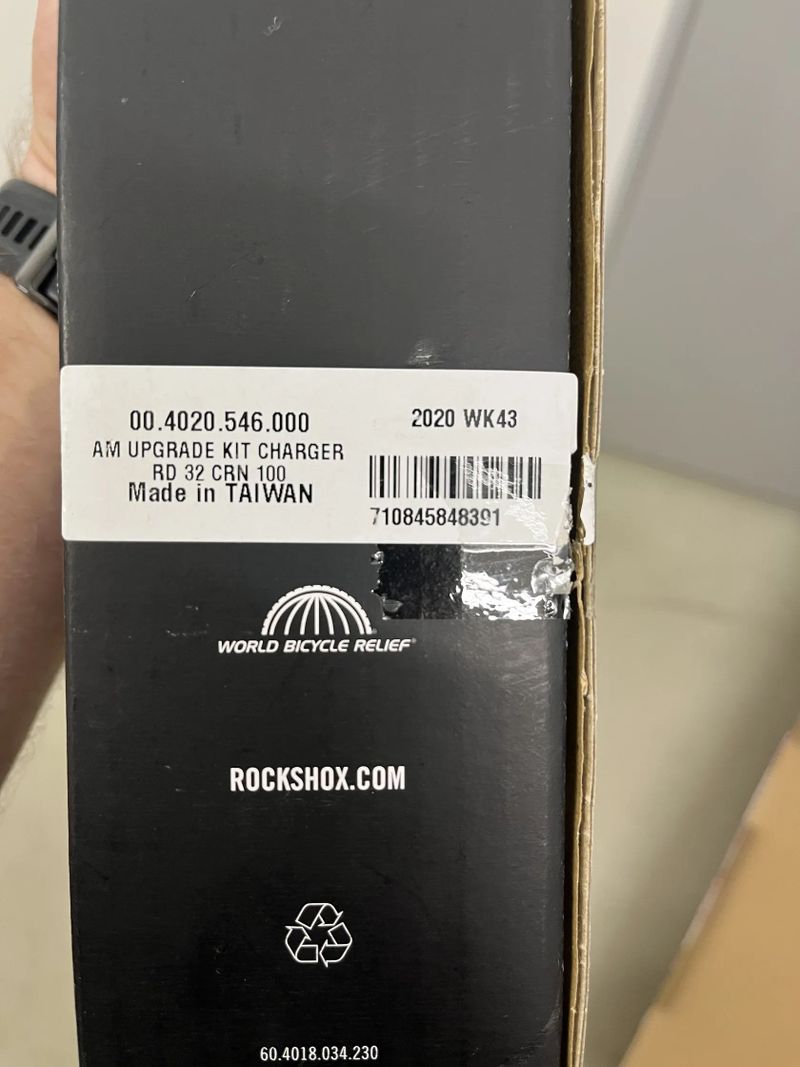 00.4020.546.000
2020 WK43
AM UPGRADE KIT CHARGER
RD 32 CRN 100
Made in TAIWAN
710845848391
WORLD BICYCLE RELIEF®
ROCKSHOX.COM
60.4018.034.230